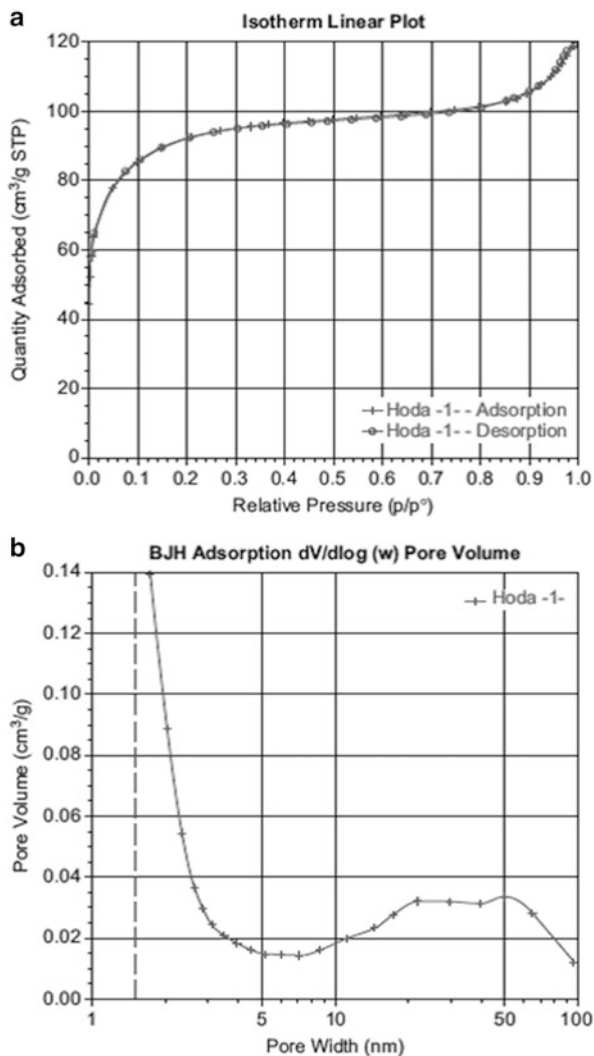 a
Isotherm Linear Plot
Quantity Adsorbed (cm³/g STP)
120
100
80
60
40
20
0
Hoda -1- - Adsorption
Hoda -1- - Desorption
0.0 0.1 0.2 0.3 0.4 0.5 0.6 0.7 0.8 0.9 1.0
Relative Pressure (p/p°)
b
BJH Adsorption dV/dlog (w) Pore Volume
Pore Volume (cm³/g)
0.14
0.12
0.10
0.08
0.06
0.04
0.02
0.00
Hoda -1-
1 5 10 50 100
Pore Width (nm)